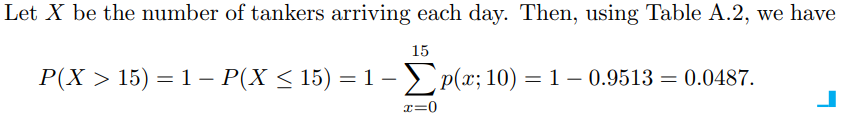 Let X be the number of tankers arriving each day. Then, using Table A.2, we have
P(X > 15) = 1 − P(X ≤ 15) = 1 − ∑_{x=0}^{15} p(x; 10) = 1 − 0.9513 = 0.0487.